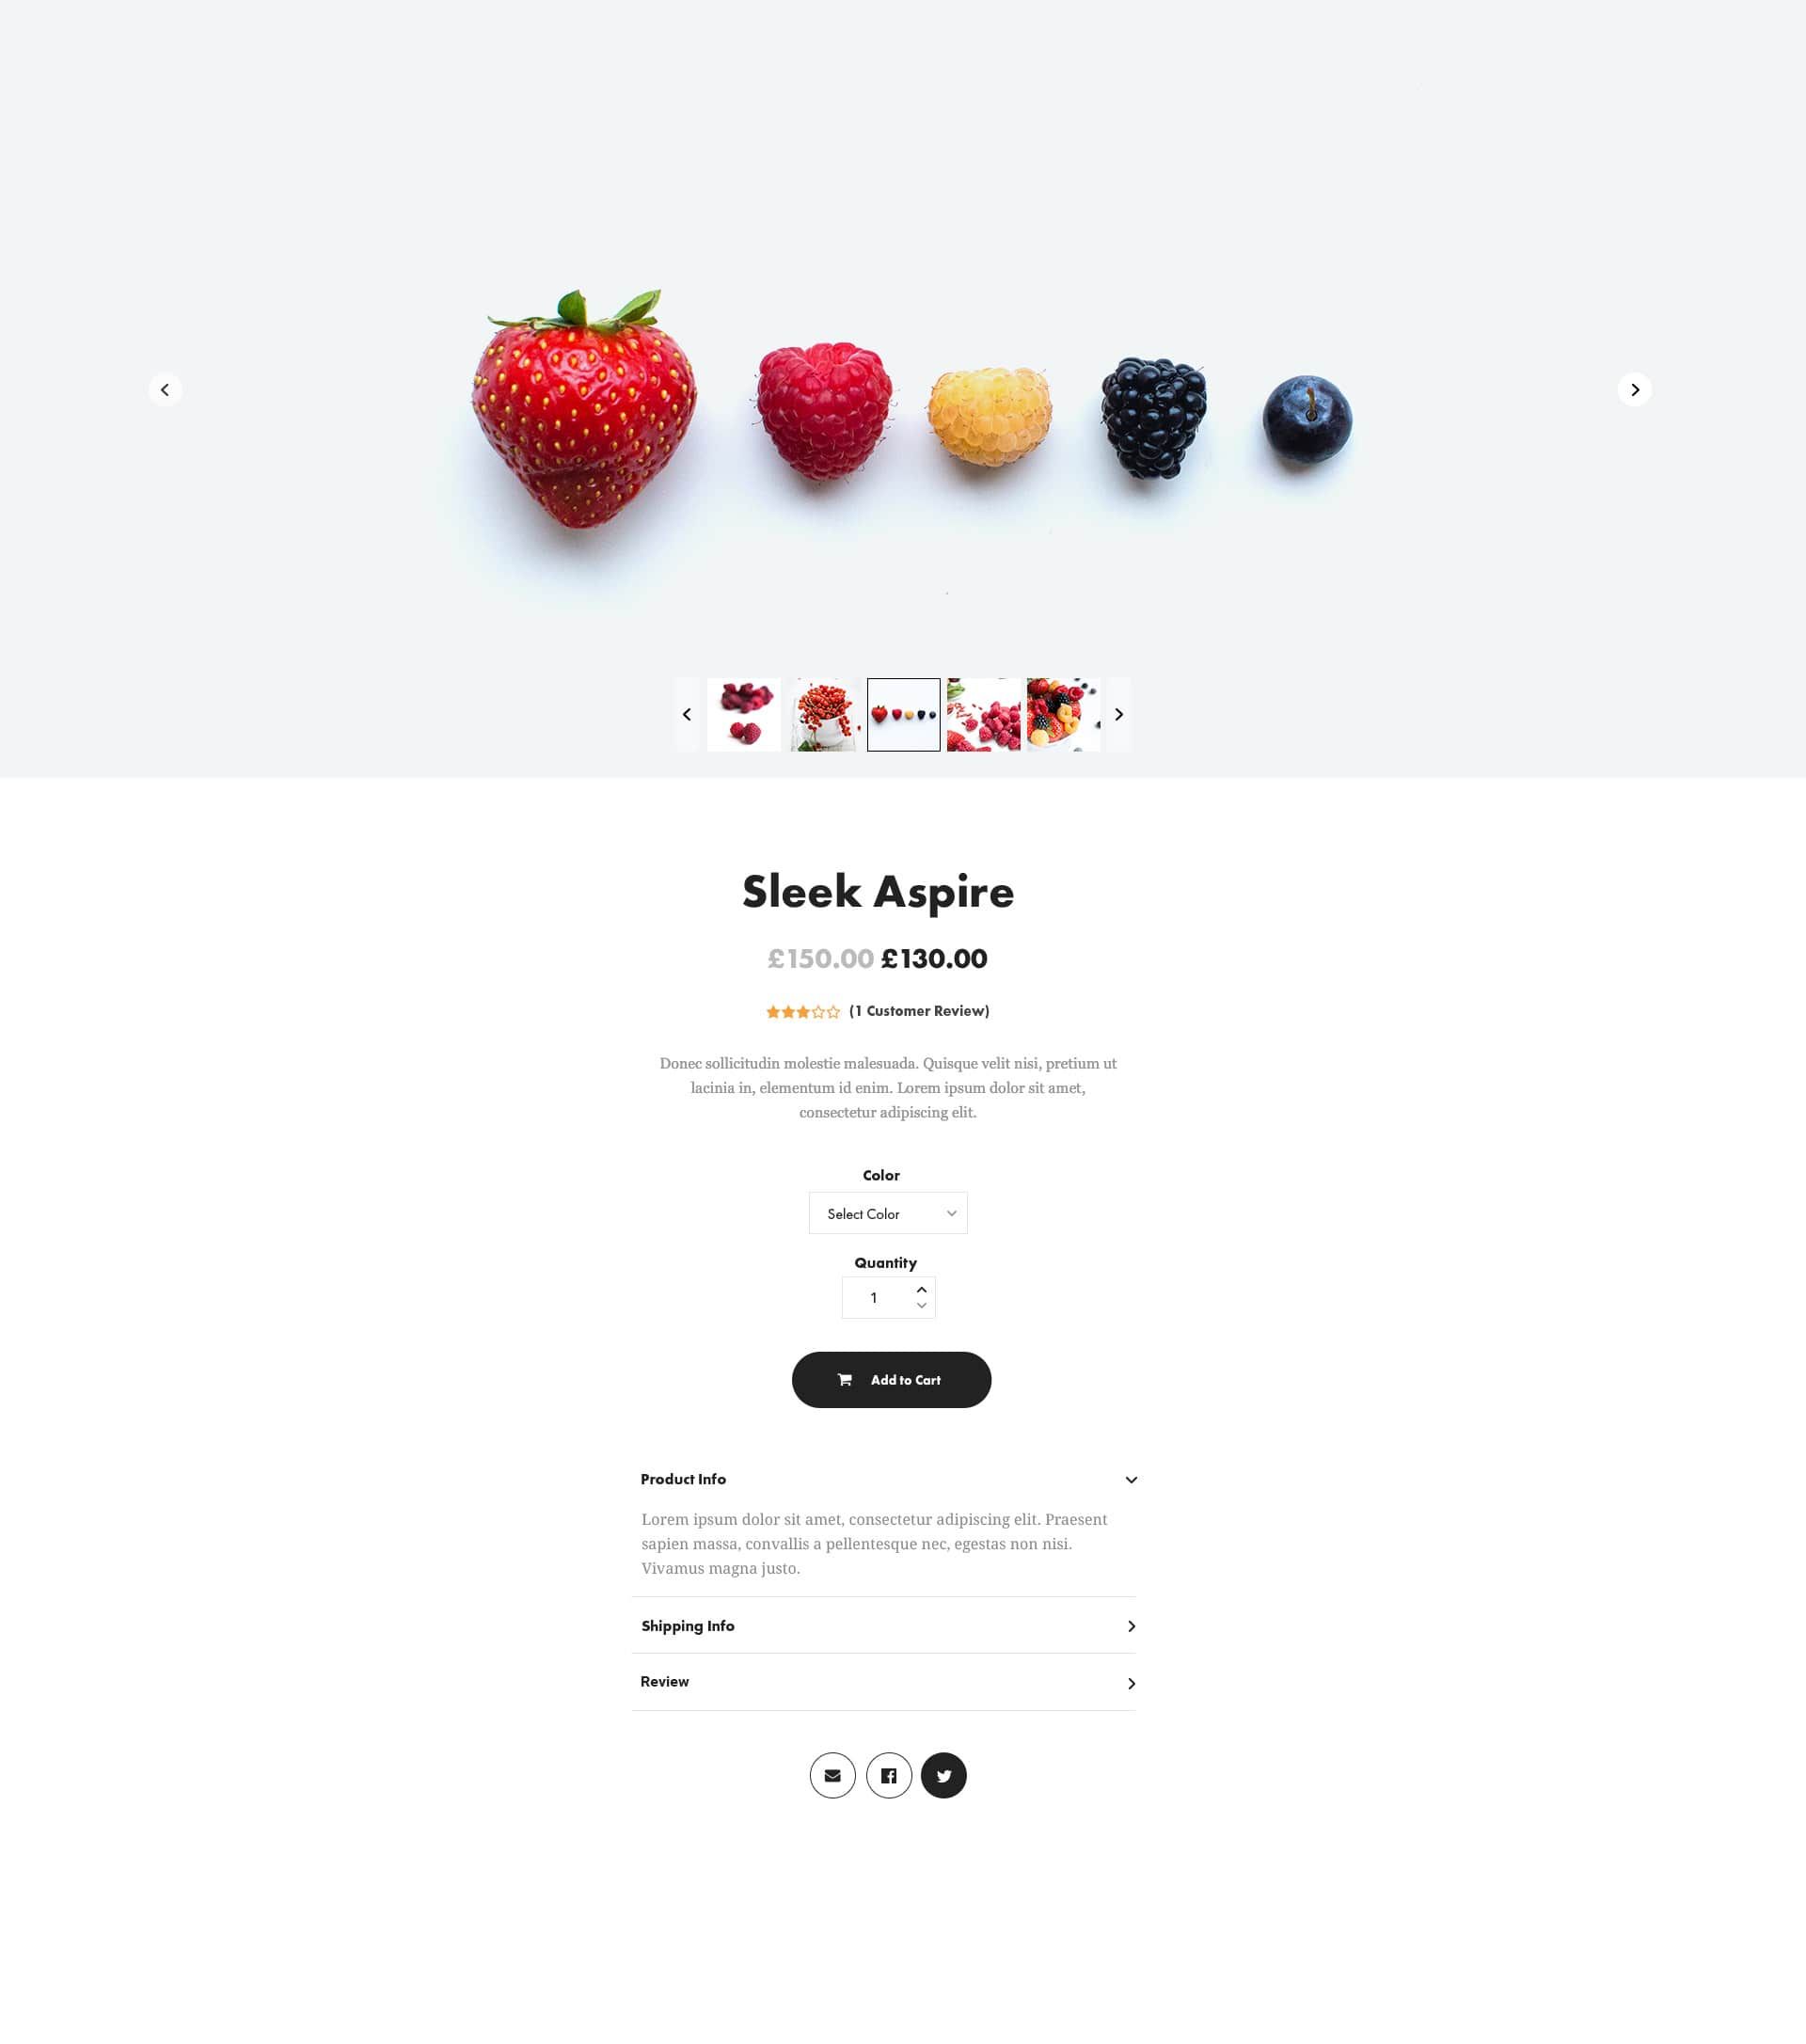 Sleek Aspire
£150.00 £130.00
(1 Customer Review)
Donec sollicitudin molestie malesuada. Quisque velit nisi, pretium ut
lacinia in, elementum id enim. Lorem ipsum dolor sit amet,
consectetur adipiscing elit.
Color
Select Color
Quantity
1
Add to Cart
Product Info
Lorem ipsum dolor sit amet, consectetur adipiscing elit. Praesent
sapien massa, convallis a pellentesque nec, egestas non nisi.
Vivamus magna justo.
Shipping Info
Review